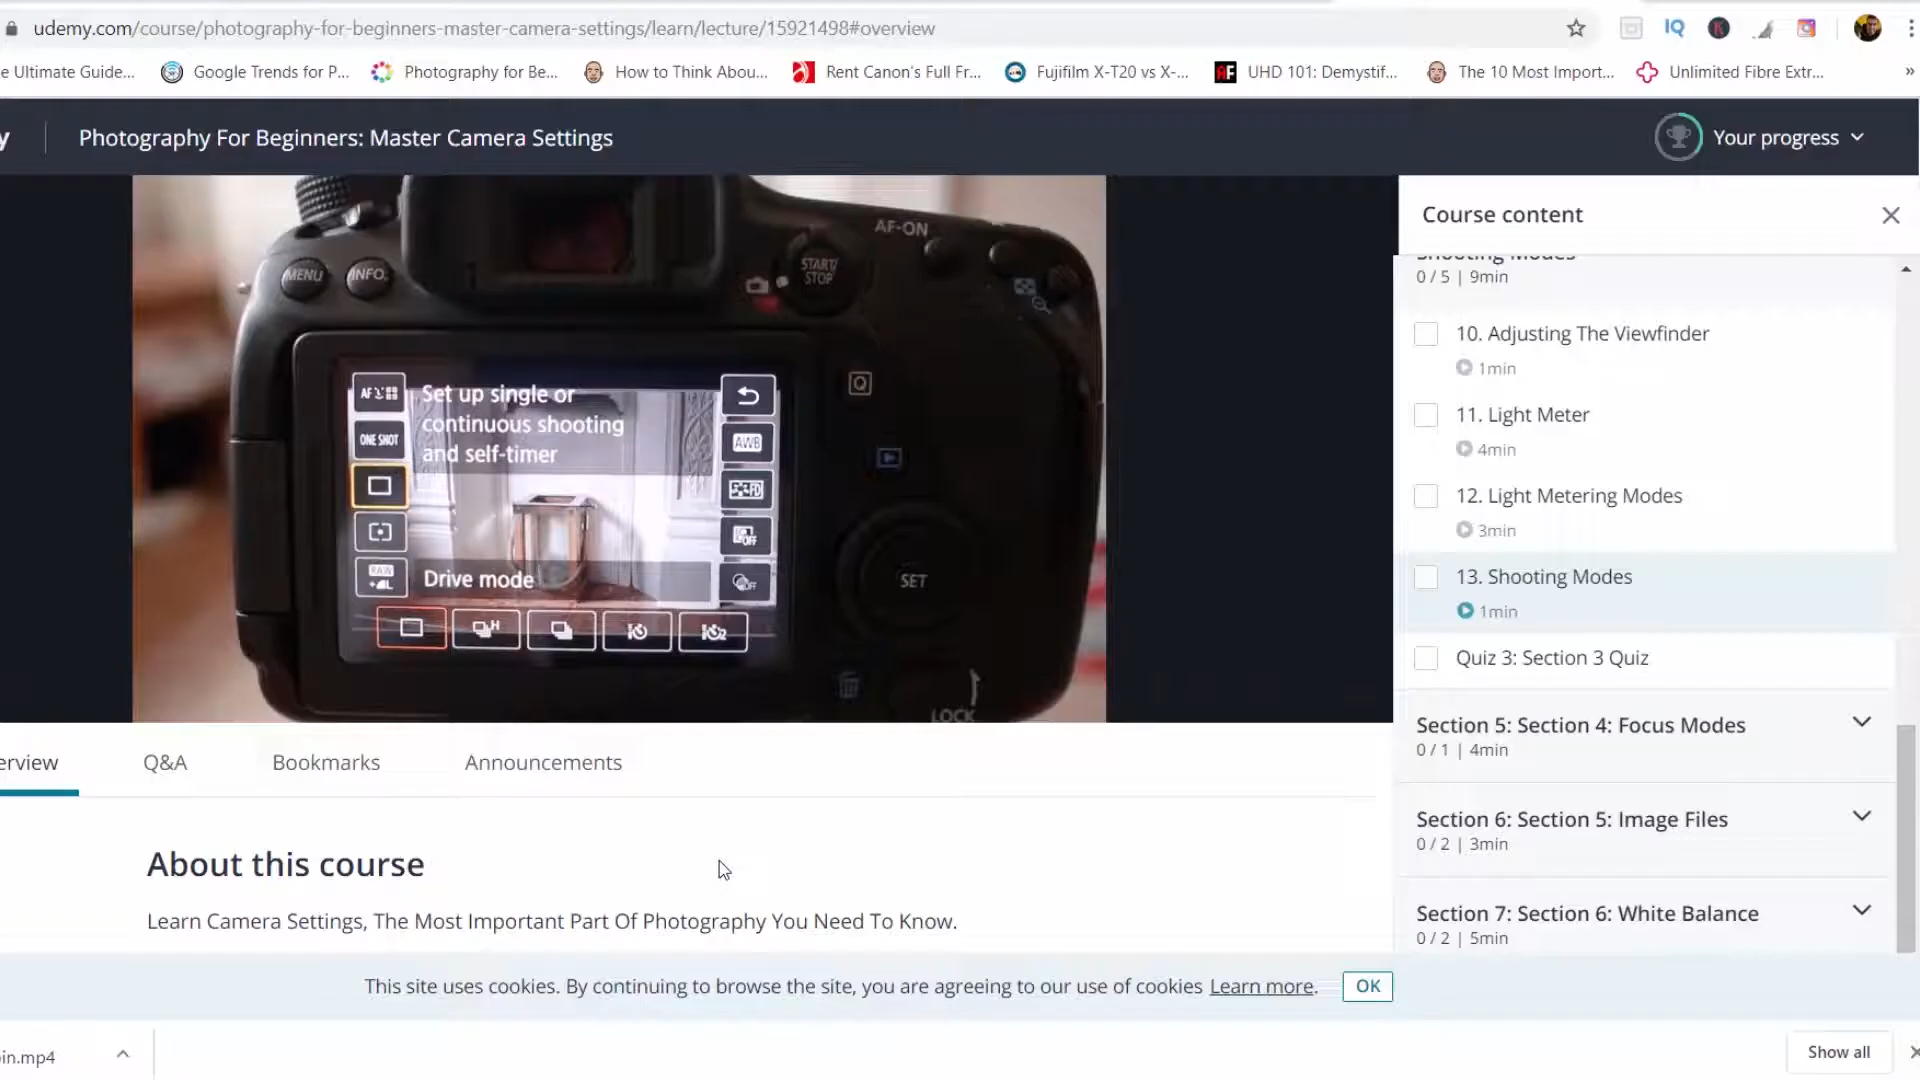 udemy.com/course/photography-for-beginners-master-camera-settings/learn/lecture/15921498#overview
IQ
e Ultimate Guide...
Google Trends for P...
Photography for Be...
How to Think Abou...
Rent Canon's Full Fr...
Fujifilm X-T20 vs X-...
UHD 101: Demystif...
The 10 Most Import...
Unlimited Fibre Extr...
»
y
Photography For Beginners: Master Camera Settings
Your progress
AF-ON
MENU
INFO.
START/
STOP
Q
AF
Set up single or
continuous shooting
and self-timer
ONE SHOT
AWB
FD
OFF
RAW
+L
Drive mode
OFF
H
2
SET
LOCK
Course content
Shooting Modes
0 / 5 | 9min
10. Adjusting The Viewfinder
1min
11. Light Meter
4min
12. Light Metering Modes
3min
13. Shooting Modes
1min
Quiz 3: Section 3 Quiz
Section 5: Section 4: Focus Modes
0 / 1 | 4min
Section 6: Section 5: Image Files
0 / 2 | 3min
Section 7: Section 6: White Balance
0 / 2 | 5min
erview
Q&A
Bookmarks
Announcements
About this course
Learn Camera Settings, The Most Important Part Of Photography You Need To Know.
This site uses cookies. By continuing to browse the site, you are agreeing to our use of cookies Learn more.
OK
in.mp4
Show all